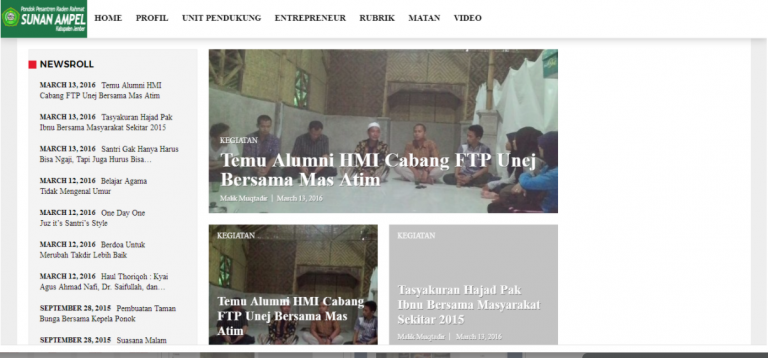 Pondok Pesantren Raden Rahmat
SUNAN AMPEL
Kabupaten Jember
HOME PROFIL UNIT PENDUKUNG ENTREPRENEUR RUBRIK MATAN VIDEO
NEWSROLL
MARCH 13, 2016 Temu Alumni HMI
Cabang FTP Unej Bersama Mas Atim
MARCH 13, 2016 Tasyakuran Hajad Pak
Ibnu Bersama Masyarakat Sekitar 2015
MARCH 13, 2016 Santri Gak Hanya Harus
Bisa Ngaji, Tapi Juga Hurus Bisa…
MARCH 12, 2016 Belajar Agama
Tidak Mengenal Umur
MARCH 12, 2016 One Day One
Juz it's Santri's Style
MARCH 12, 2016 Berdoa Untuk
Merubah Takdir Lebih Baik
MARCH 12, 2016 Haul Thoriqoh : Kyai
Agus Ahmad Nafi, Dr. Saifullah, dan…
SEPTEMBER 28, 2015 Pembuatan Taman
Bunga Bersama Kepela Ponok
SEPTEMBER 28, 2015 Suasana Malam
KEGIATAN
Temu Alumni HMI Cabang FTP Unej
Bersama Mas Atim
Malik Muqtadir | March 13, 2016
KEGIATAN
Temu Alumni HMI Cabang
FTP Unej Bersama Mas
Atim
KEGIATAN
Tasyakuran Hajad Pak
Ibnu Bersama Masyarakat
Sekitar 2015
Malik Muqtadir | March 13, 2016